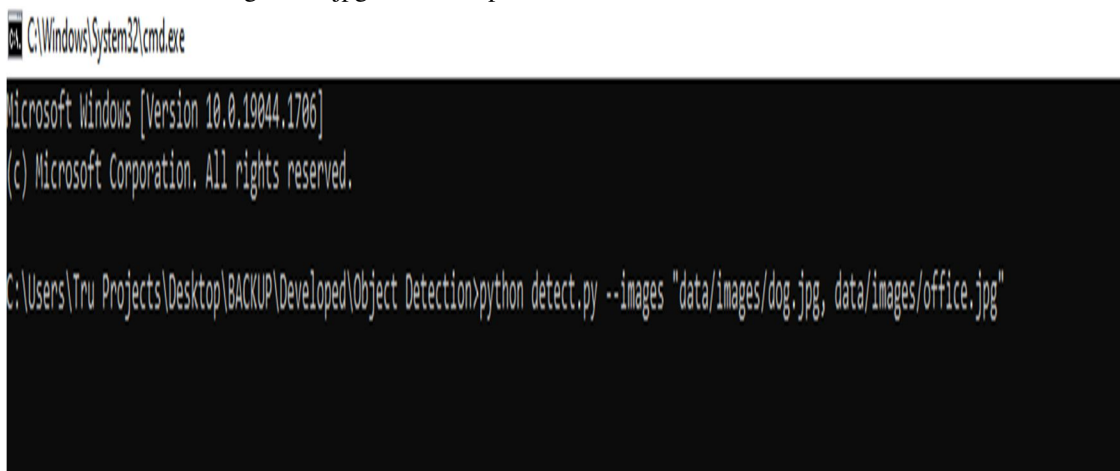 C:\Windows\System32\cmd.exe
Microsoft Windows [Version 10.0.19044.1706]
(c) Microsoft Corporation. All rights reserved.
C:\Users\Tru Projects\Desktop\BACKUP\Developed\Object Detection>python detect.py --images "data/images/dog.jpg, data/images/office.jpg"